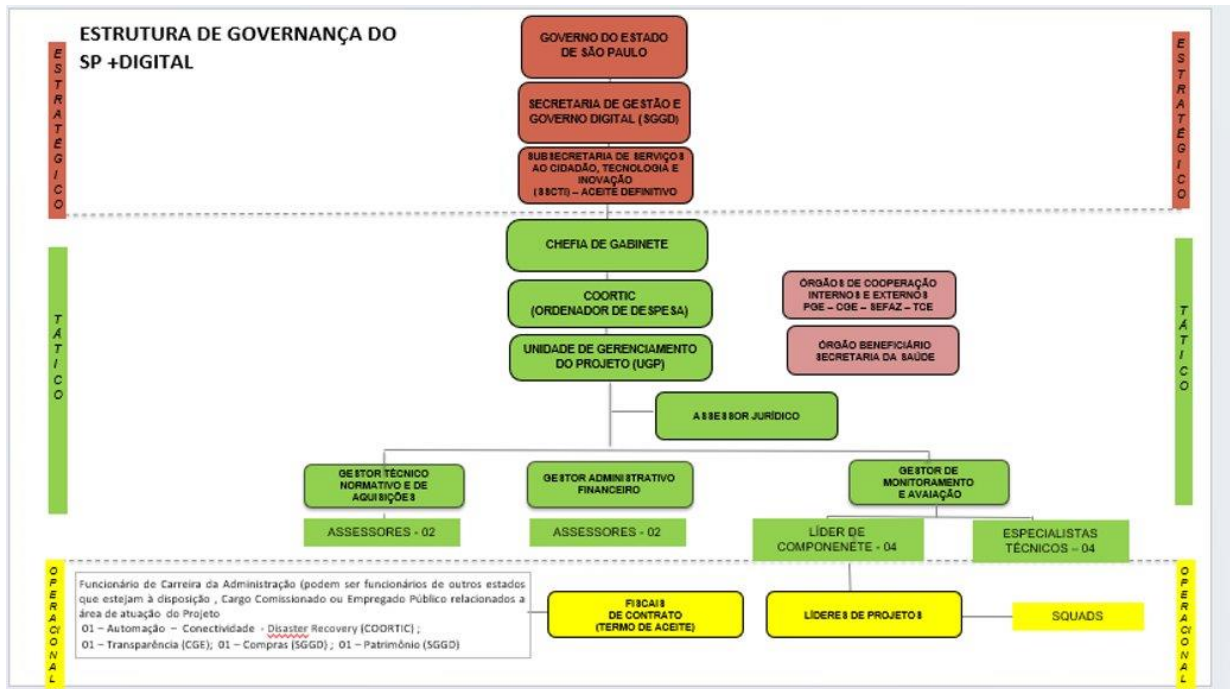 ESTRUTURA DE GOVERNANÇA DO
SP +DIGITAL
ESTRATÉGICO
ESTRATÉGICO
GOVERNO DO ESTADO
DE SÃO PAULO
SECRETARIA DE GESTÃO E
GOVERNO DIGITAL (SGGD)
SUBSECRETARIA DE SERVIÇOS
AO CIDADÃO, TECNOLOGIA E
INOVAÇÃO
(SSCTI) – ACEITE DEFINITIVO
TÁTICO
TÁTICO
CHEFIA DE GABINETE
COORTIC
(ORDENADOR DE DESPESA)
ÓRGÃOS DE COOPERAÇÃO
INTERNOS E EXTERNOS
PGE – CGE – SEFAZ – TCE
UNIDADE DE GERENCIAMENTO
DO PROJETO (UGP)
ÓRGÃO BENEFICIÁRIO
SECRETARIA DA SAÚDE
ASSESSOR JURÍDICO
GESTOR TÉCNICO
NORMATIVO E DE
AQUISIÇÕES
GESTOR ADMINISTRATIVO
FINANCEIRO
GESTOR DE
MONITORAMENTO
E AVAIAÇÃO
ASSESSORES - 02
ASSESSORES - 02
LÍDER DE
COMPONENETE - 04
ESPECIALISTAS
TÉCNICOS – 04
OPERACIONAL
OPERACIONAL
Funcionário de Carreira da Administração (podem ser funcionários de outros estados
que estejam à disposição , Cargo Comissionado ou Empregado Público relacionados a
área de atuação do Projeto
01 – Automação – Conectividade - Disaster Recovery (COORTIC) ;
01 – Transparência (CGE); 01 – Compras (SGGD) ; 01 – Patrimônio (SGGD)
FISCAIS
DE CONTRATO
(TERMO DE ACEITE)
LÍDERES DE PROJETOS
SQUADS